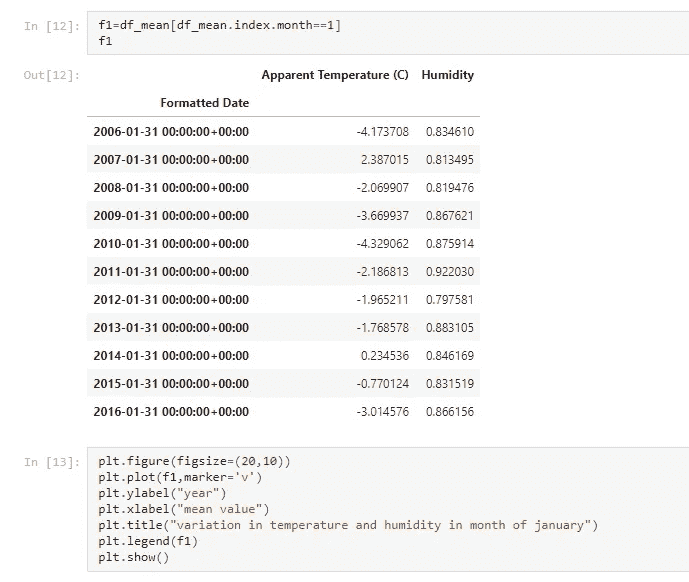 In [12]: f1=df_mean[df_mean.index.month==1]
f1
Out[12]: Apparent Temperature (C) Humidity
Formatted Date
2006-01-31 00:00:00+00:00 -4.173708 0.834610
2007-01-31 00:00:00+00:00 2.387015 0.813495
2008-01-31 00:00:00+00:00 -2.069907 0.819476
2009-01-31 00:00:00+00:00 -3.669937 0.867621
2010-01-31 00:00:00+00:00 -4.329062 0.875914
2011-01-31 00:00:00+00:00 -2.186813 0.922030
2012-01-31 00:00:00+00:00 -1.965211 0.797581
2013-01-31 00:00:00+00:00 -1.768578 0.883105
2014-01-31 00:00:00+00:00 0.234536 0.846169
2015-01-31 00:00:00+00:00 -0.770124 0.831519
2016-01-31 00:00:00+00:00 -3.014576 0.866156
In [13]: plt.figure(figsize=(20,10))
plt.plot(f1,marker='v')
plt.ylabel("year")
plt.xlabel("mean value")
plt.title("variation in temperature and humidity in month of january")
plt.legend(f1)
plt.show()